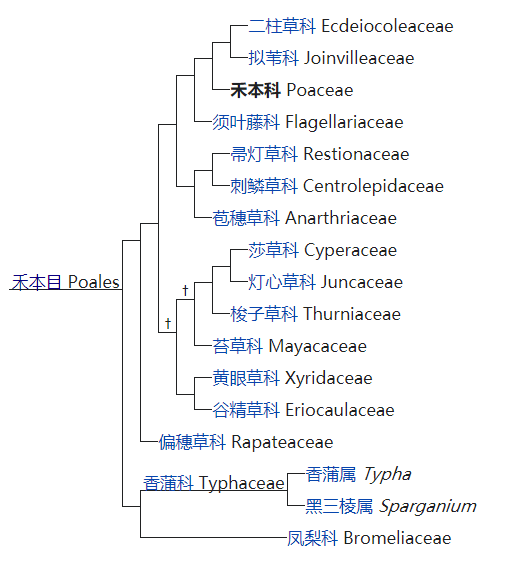 二柱草科 Ecdeiocoleaceae
拟苇科 Joinvilleaceae
禾本科 Poaceae
须叶藤科 Flagellariaceae
帚灯草科 Restionaceae
刺鳞草科 Centrolepidaceae
苞穗草科 Anarthriaceae
莎草科 Cyperaceae
†
灯心草科 Juncaceae
禾本目 Poales
梭子草科 Thurniaceae
†
苔草科 Mayacaceae
黄眼草科 Xyridaceae
谷精草科 Eriocaulaceae
偏穗草科 Rapateaceae
香蒲科 Typhaceae
香蒲属 Typha
黑三棱属 Sparganium
凤梨科 Bromeliaceae